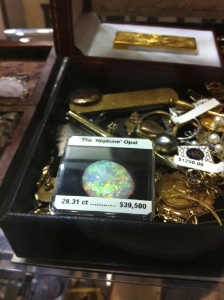 The "Neptune" Opal
29.31 ct ............. $39,500
$1250.00